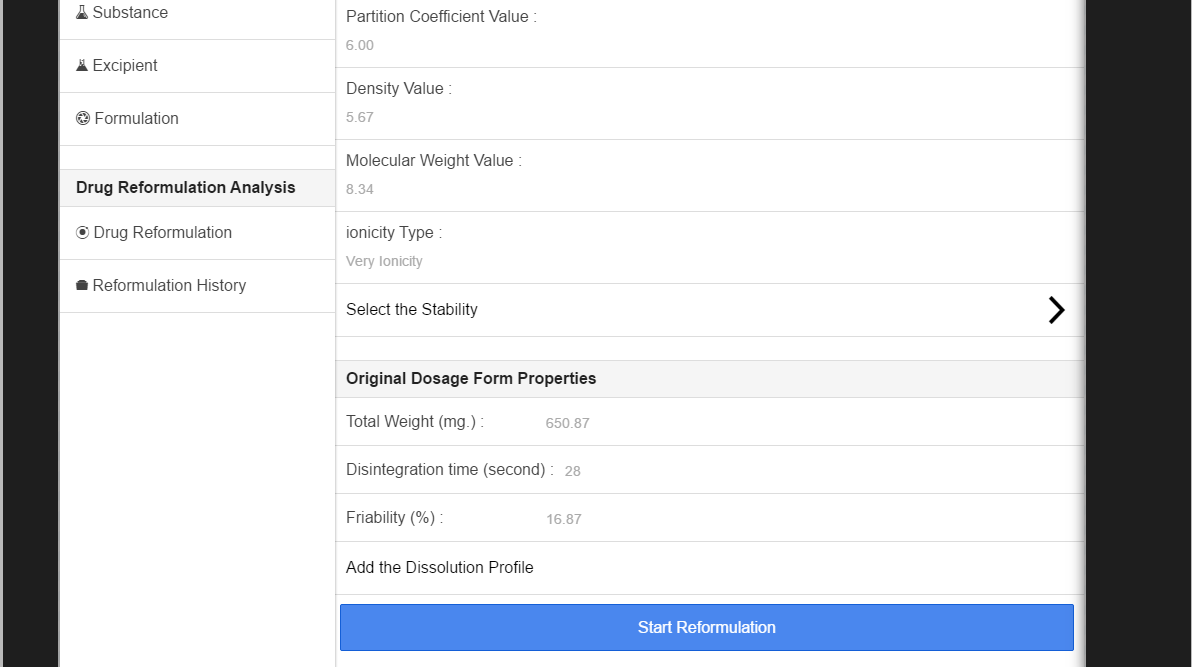 Substance
Excipient
Formulation
Drug Reformulation Analysis
Drug Reformulation
Reformulation History
Partition Coefficient Value :
6.00
Density Value :
5.67
Molecular Weight Value :
8.34
ionicity Type :
Very Ionicity
Select the Stability
Original Dosage Form Properties
Total Weight (mg.) : 650.87
Disintegration time (second) : 28
Friability (%) : 16.87
Add the Dissolution Profile
Start Reformulation